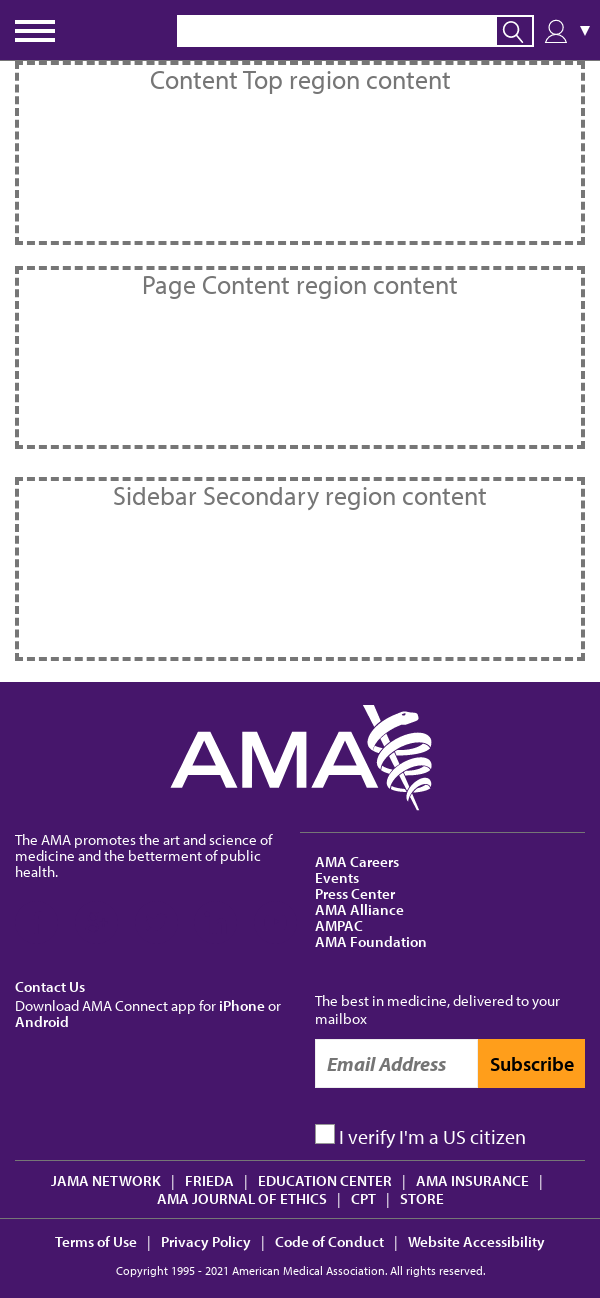 Content Top region content
Page Content region content
Sidebar Secondary region content
AMA
The AMA promotes the art and science of
medicine and the betterment of public
health.
AMA Careers
Events
Press Center
AMA Alliance
AMPAC
AMA Foundation
Contact Us
Download AMA Connect app for iPhone or
Android
The best in medicine, delivered to your
mailbox
Email Address Subscribe
I verify I'm a US citizen
JAMA NETWORK | FRIEDA | EDUCATION CENTER | AMA INSURANCE |
AMA JOURNAL OF ETHICS | CPT | STORE
Terms of Use | Privacy Policy | Code of Conduct | Website Accessibility
Copyright 1995 - 2021 American Medical Association. All rights reserved.